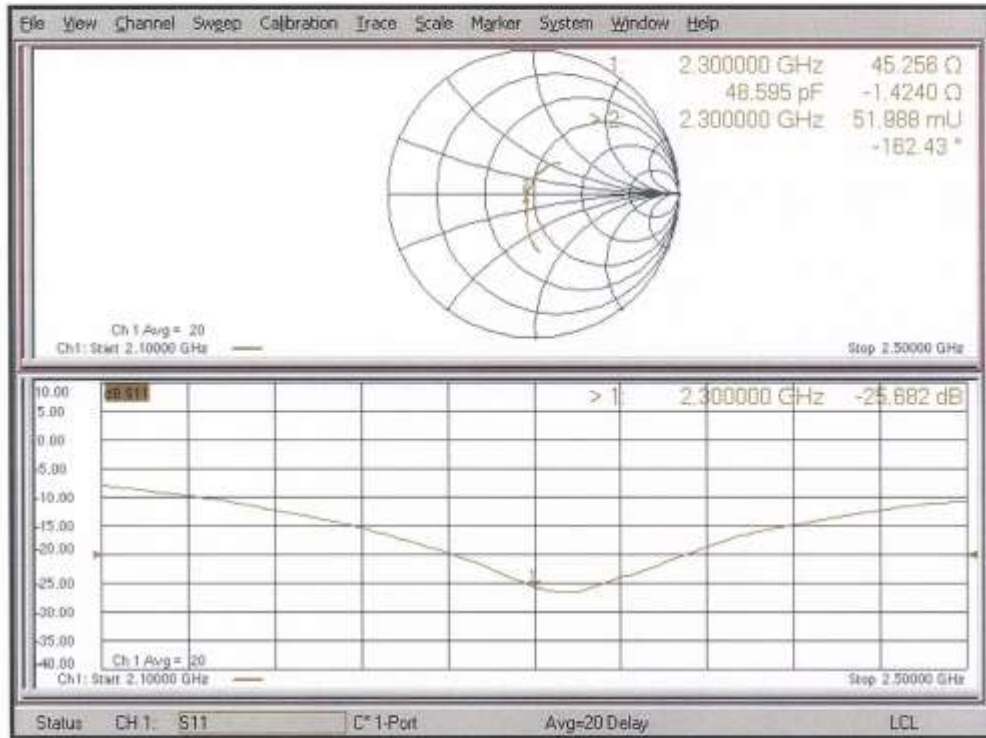 File View Channel Sweep Calibration Trace Scale Marker System Window Help
1: 2.300000 GHz 45.256 Ω
48.595 pF -1.4240 Ω
> 2: 2.300000 GHz 51.988 mU
-162.43 °
Ch 1 Avg = 20
Ch1: Start 2.10000 GHz
Stop 2.50000 GHz
dB S11
> 1: 2.300000 GHz -25.682 dB
10.00
5.00
0.00
-5.00
-10.00
-15.00
-20.00
-25.00
-30.00
-35.00
-40.00
1
Ch 1 Avg = 20
Ch1: Start 2.10000 GHz
Stop 2.50000 GHz
Status CH 1: S11 C* 1-Port Avg=20 Delay LCL